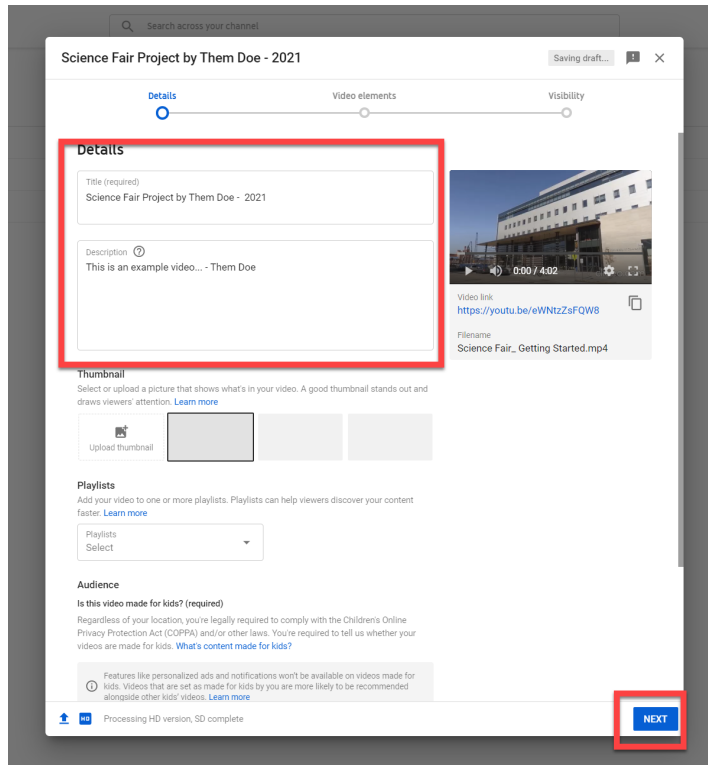 Search across your channel
Science Fair Project by Them Doe - 2021
Saving draft...
Details
Video elements
Visibility
Details
Title (required)
Science Fair Project by Them Doe - 2021
Description
This is an example video... - Them Doe
0:00 / 4:02
Video link
https://youtu.be/eWNtzZsFQW8
Filename
Science Fair_ Getting Started.mp4
Thumbnail
Select or upload a picture that shows what's in your video. A good thumbnail stands out and
draws viewers' attention. Learn more
Upload thumbnail
Playlists
Add your video to one or more playlists. Playlists can help viewers discover your content
faster. Learn more
Playlists
Select
Audience
Is this video made for kids? (required)
Regardless of your location, you're legally required to comply with the Children's Online
Privacy Protection Act (COPPA) and/or other laws. You're required to tell us whether your
videos are made for kids. What's content made for kids?
Features like personalized ads and notifications won't be available on videos made for
kids. Videos that are set as made for kids by you are more likely to be recommended
alongside other kids' videos. Learn more
HD
Processing HD version, SD complete
NEXT